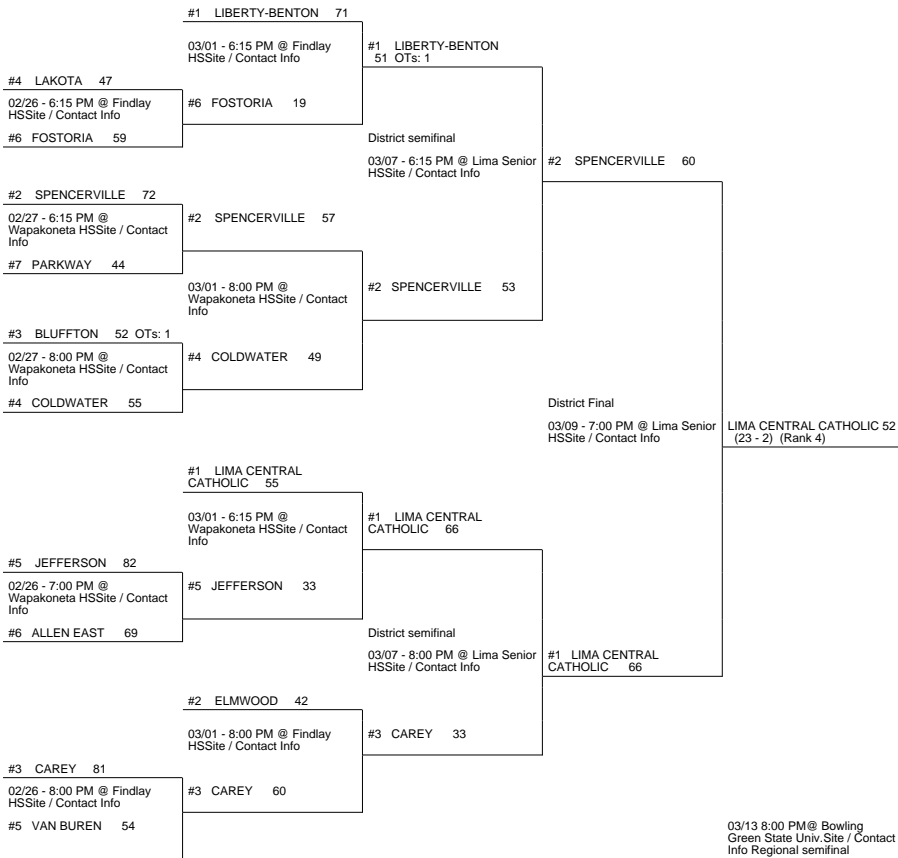 #1 LIBERTY-BENTON 71
03/01 - 6:15 PM @ Findlay
HSSite / Contact Info
#1 LIBERTY-BENTON
51 OTs: 1
#4 LAKOTA 47
02/26 - 6:15 PM @ Findlay
HSSite / Contact Info
#6 FOSTORIA 19
#6 FOSTORIA 59
District semifinal
03/07 - 6:15 PM @ Lima Senior
HSSite / Contact Info
#2 SPENCERVILLE 60
#2 SPENCERVILLE 72
02/27 - 6:15 PM @
Wapakoneta HSSite / Contact
Info
#2 SPENCERVILLE 57
#7 PARKWAY 44
03/01 - 8:00 PM @
Wapakoneta HSSite / Contact
Info
#2 SPENCERVILLE 53
#3 BLUFFTON 52 OTs: 1
02/27 - 8:00 PM @
Wapakoneta HSSite / Contact
Info
#4 COLDWATER 49
#4 COLDWATER 55
District Final
03/09 - 7:00 PM @ Lima Senior
HSSite / Contact Info
LIMA CENTRAL CATHOLIC 52
(23 - 2) (Rank 4)
#1 LIMA CENTRAL
CATHOLIC 55
03/01 - 6:15 PM @
Wapakoneta HSSite / Contact
Info
#1 LIMA CENTRAL
CATHOLIC 66
#5 JEFFERSON 82
02/26 - 7:00 PM @
Wapakoneta HSSite / Contact
Info
#5 JEFFERSON 33
#6 ALLEN EAST 69
District semifinal
03/07 - 8:00 PM @ Lima Senior
HSSite / Contact Info
#1 LIMA CENTRAL
CATHOLIC 66
#2 ELMWOOD 42
03/01 - 8:00 PM @ Findlay
HSSite / Contact Info
#3 CAREY 33
#3 CAREY 81
02/26 - 8:00 PM @ Findlay
HSSite / Contact Info
#3 CAREY 60
#5 VAN BUREN 54
03/13 8:00 PM@ Bowling
Green State Univ.Site / Contact
Info Regional semifinal